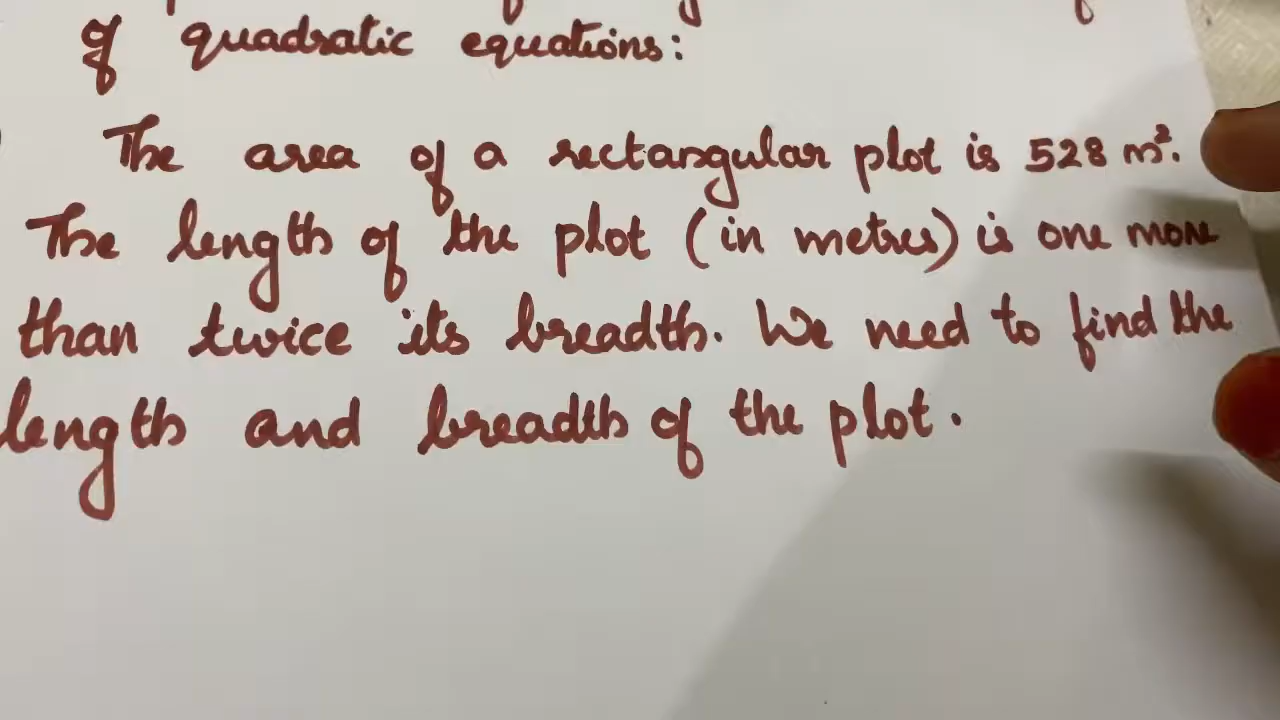 of quadratic equations:
The area of a rectangular plot is 528 m².
The length of the plot (in metres) is one more
than twice its breadth. We need to find the
length and breadth of the plot.